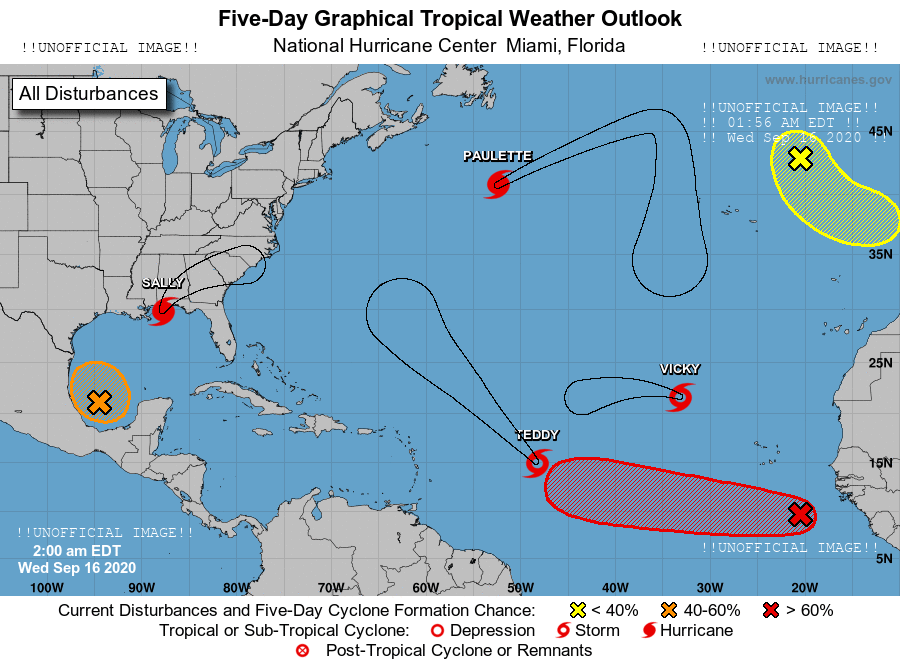 Five-Day Graphical Tropical Weather Outlook
!!UNOFFICIAL IMAGE!! National Hurricane Center Miami, Florida !!UNOFFICIAL IMAGE!!
www.hurricanes.gov
All Disturbances
!!UNOFFICIAL IMAGE!!
!! 01:56 AM EDT !!
!! Wed Sep 16 2020 !!
45N
PAULETTE
35N
SALLY
25N
VICKY
TEDDY
15N
!!UNOFFICIAL IMAGE!!
2:00 am EDT
Wed Sep 16 2020
!!UNOFFICIAL IMAGE!!
5N
100W 90W 80W 70W 60W 50W 40W 30W 20W
Current Disturbances and Five-Day Cyclone Formation Chance: < 40% 40-60% > 60%
Tropical or Sub-Tropical Cyclone: Depression Storm Hurricane
Post-Tropical Cyclone or Remnants